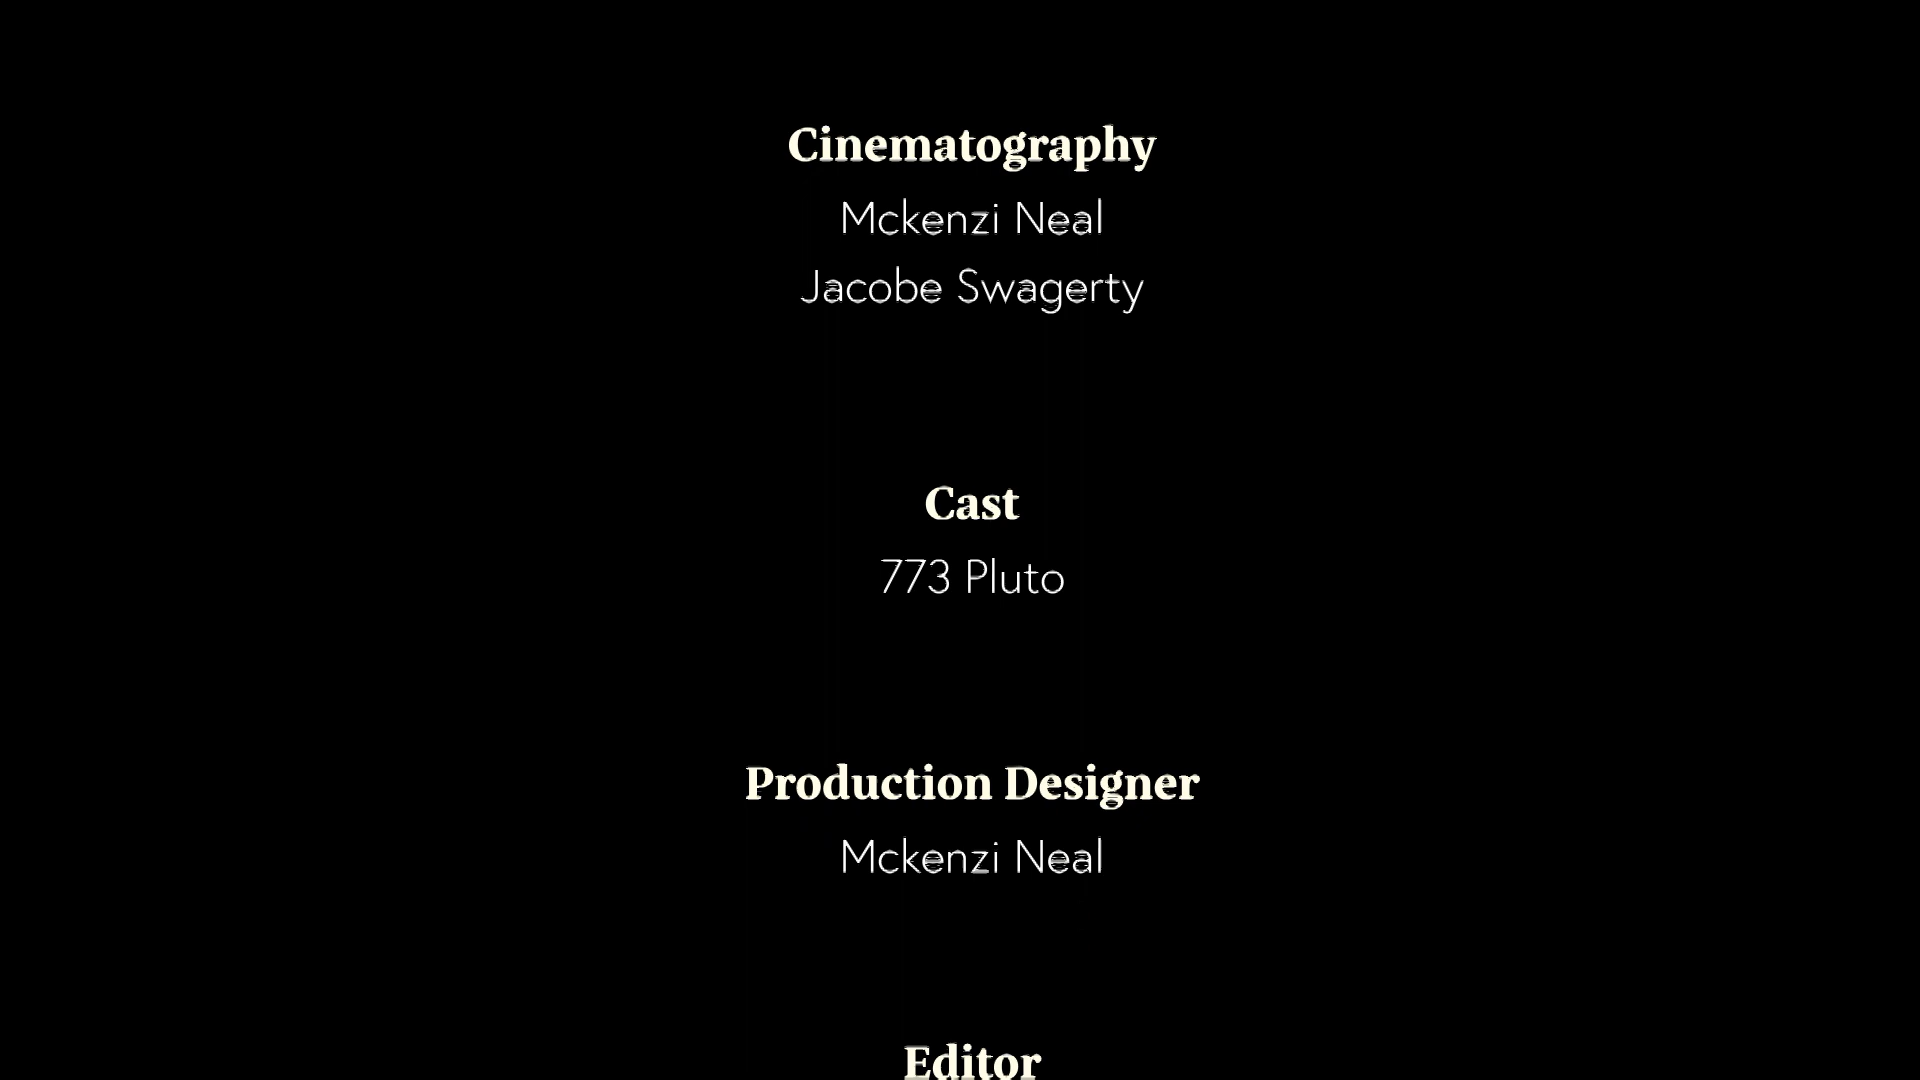 Cinematography
Mckenzi Neal
Jacobe Swagerty
Cast
773 Pluto
Production Designer
Mckenzi Neal
Editor